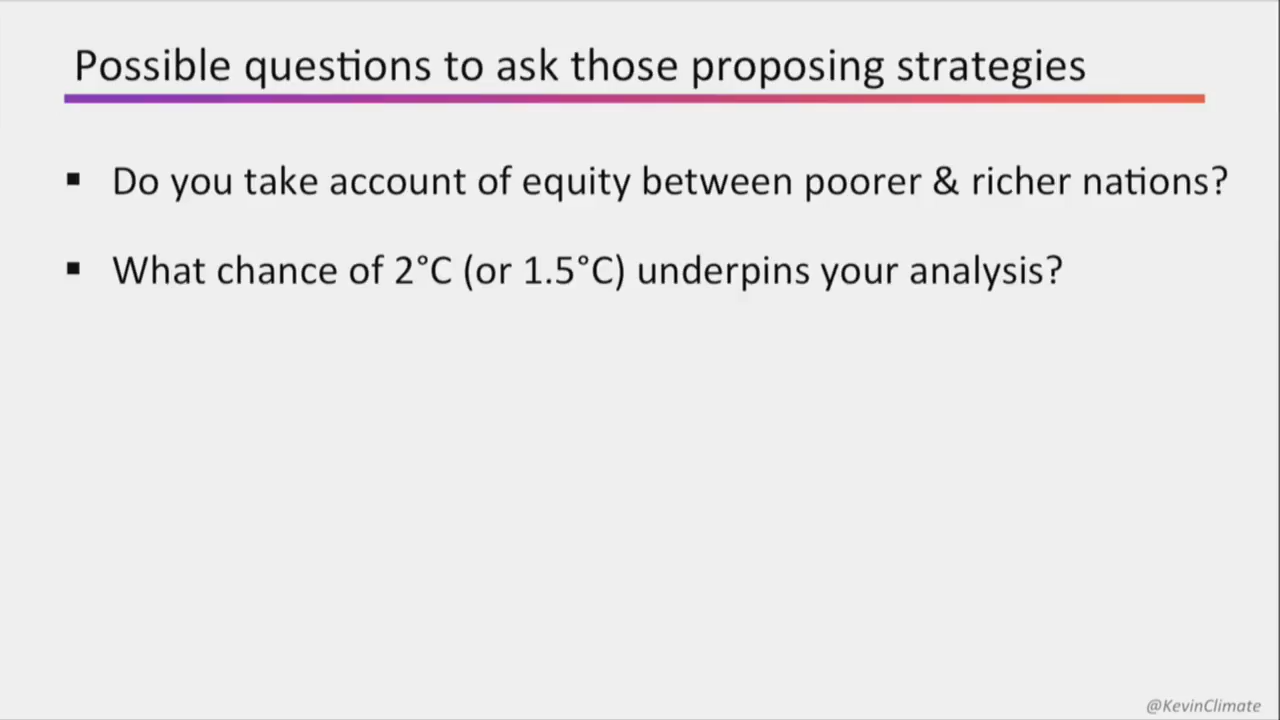 Possible questions to ask those proposing strategies
▪ Do you take account of equity between poorer & richer nations?
▪ What chance of 2°C (or 1.5°C) underpins your analysis?
@KevinClimate